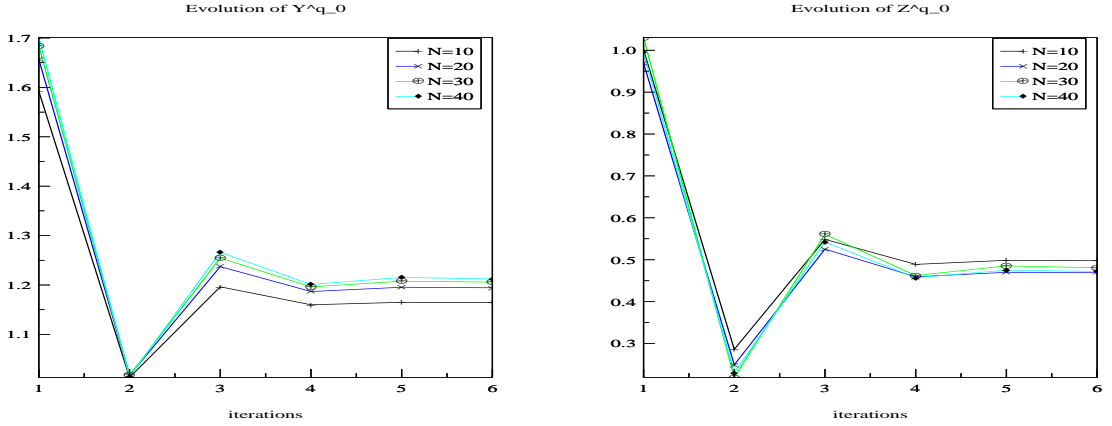 Evolution of Y^q_0
1.7
1.6
1.5
1.4
1.3
1.2
1.1
1
2
3
4
5
6
iterations
N=10
N=20
N=30
N=40
Evolution of Z^q_0
1.0
0.9
0.8
0.7
0.6
0.5
0.4
0.3
1
2
3
4
5
6
iterations
N=10
N=20
N=30
N=40